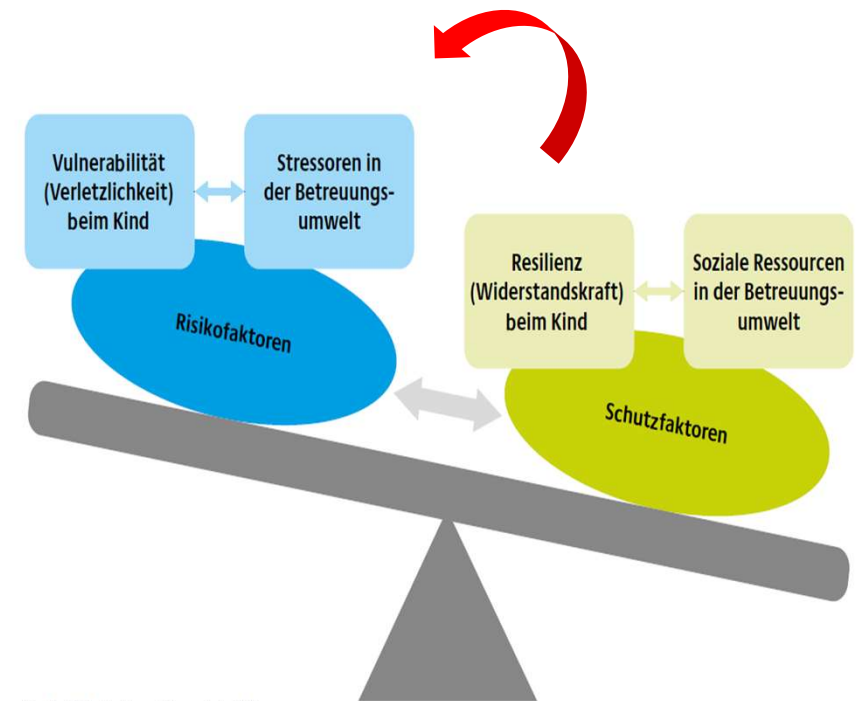 Vulnerabilität
(Verletzlichkeit)
beim Kind
Stressoren in
der Betreuungs-
umwelt
Risikofaktoren
Resilienz
(Widerstandskraft)
beim Kind
Soziale Ressourcen
in der Betreuungs-
umwelt
Schutzfaktoren